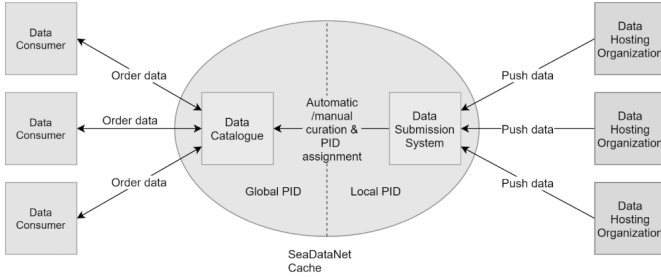 Data
Consumer
Order data
Data
Consumer
Order data
Data
Consumer
Order data
Data
Catalogue
Automatic
/manual
curation &
PID
assignment
Data
Submission
System
Global PID
Local PID
SeaDataNet
Cache
Push data
Data
Hosting
Organization
Push data
Data
Hosting
Organization
Push data
Data
Hosting
Organization